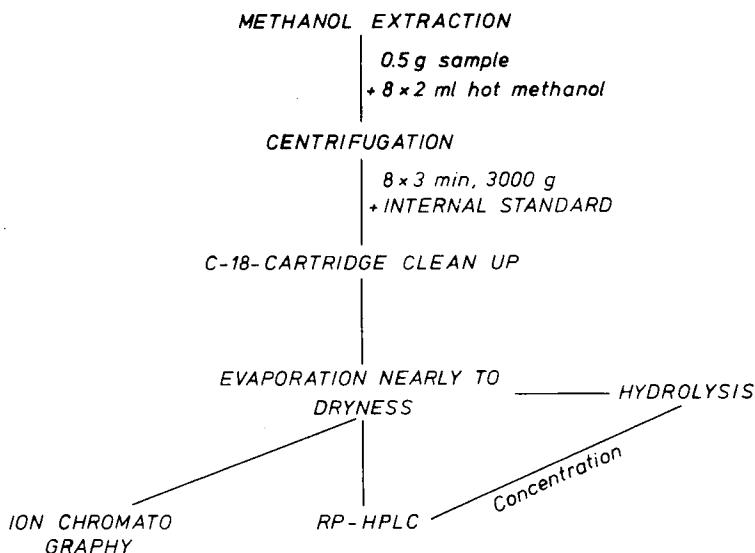 METHANOL EXTRACTION
0.5 g sample
+ 8 × 2 ml hot methanol
CENTRIFUGATION
8 × 3 min, 3000 g
+ INTERNAL STANDARD
C-18-CARTRIDGE CLEAN UP
EVAPORATION NEARLY TO
DRYNESS
HYDROLYSIS
Concentration
ION CHROMATO
GRAPHY
RP-HPLC